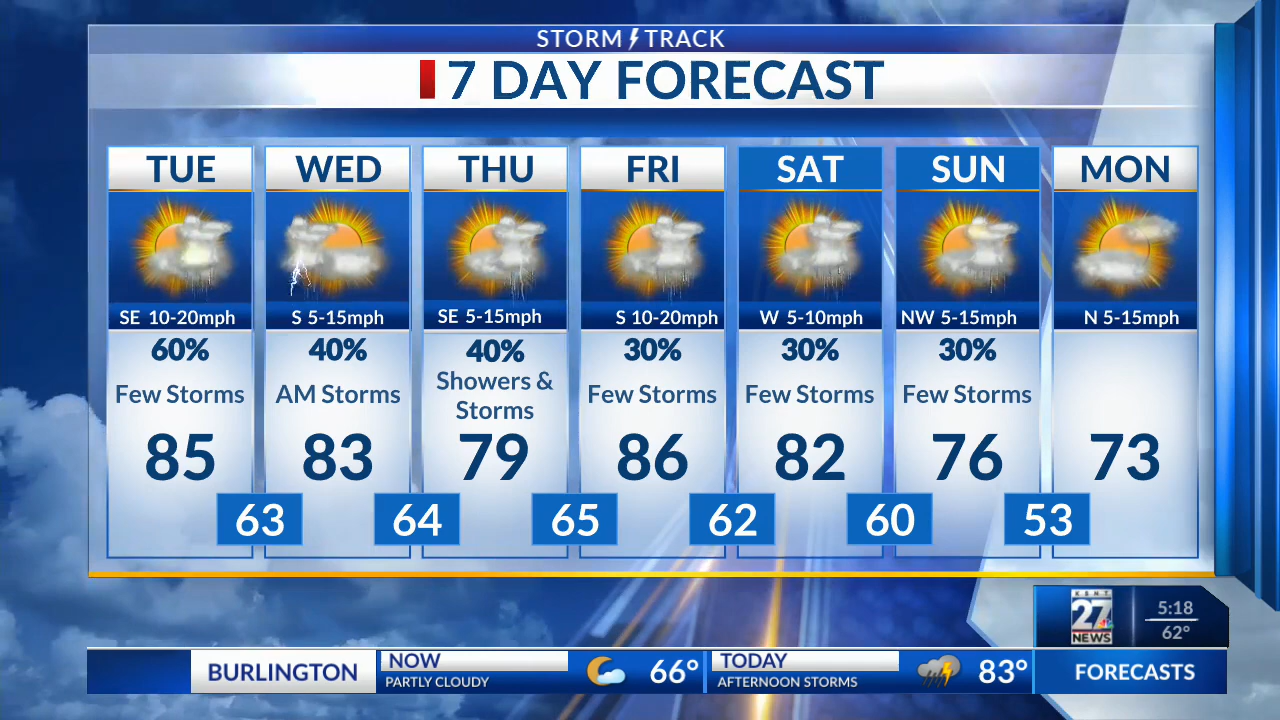 STORM TRACK
7 DAY FORECAST
TUE WED THU FRI SAT SUN MON
SE 10-20mph S 5-15mph SE 5-15mph S 10-20mph W 5-10mph NW 5-15mph N 5-15mph
60% 40% 40% 30% 30% 30%
Few Storms AM Storms Showers & Storms Few Storms Few Storms Few Storms
85 83 79 86 82 76 73
63 64 65 62 60 53
KENT
27
NEWS
5:18
62°
BURLINGTON
NOW
PARTLY CLOUDY
66°
TODAY
AFTERNOON STORMS
83°
FORECASTS